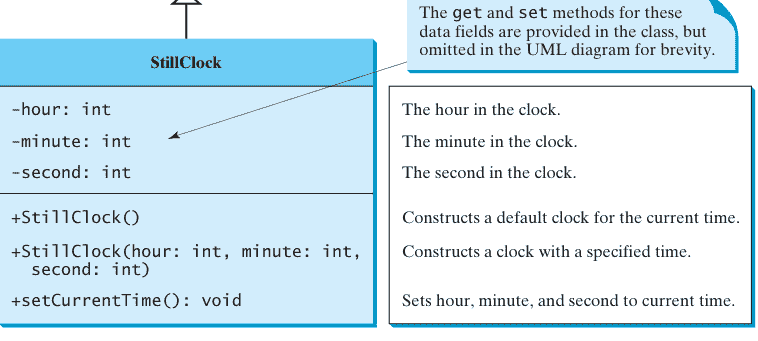 The get and set methods for these
data fields are provided in the class, but
omitted in the UML diagram for brevity.
StillClock
-hour: int
The hour in the clock.
-minute: int
The minute in the clock.
-second: int
The second in the clock.
+StillClock()
Constructs a default clock for the current time.
+StillClock(hour: int, minute: int,
second: int)
Constructs a clock with a specified time.
+setCurrentTime(): void
Sets hour, minute, and second to current time.